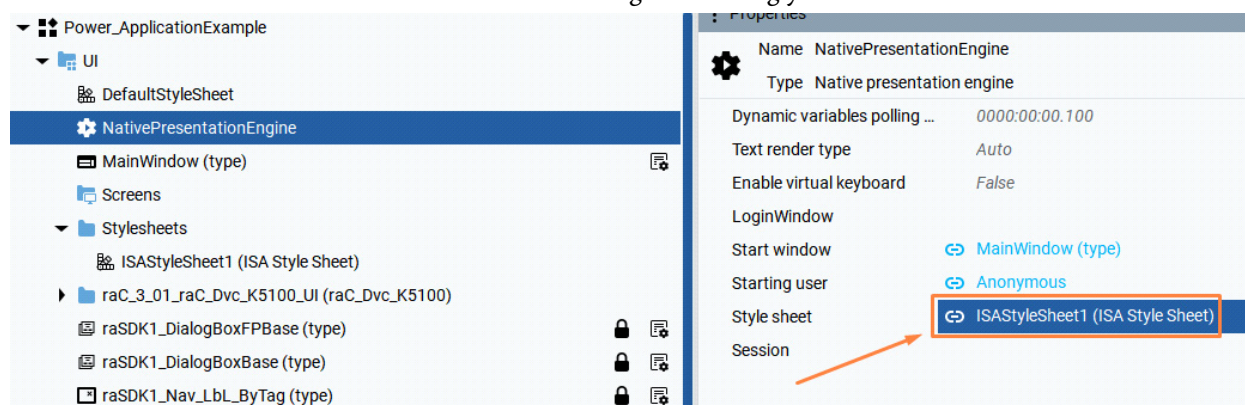 Power_ApplicationExample
UI
DefaultStyleSheet
NativePresentationEngine
MainWindow (type)
Screens
Stylesheets
ISAStyleSheet1 (ISA Style Sheet)
raC_3_01_raC_Dvc_K5100_UI (raC_Dvc_K5100)
raSDK1_DialogBoxFPBase (type)
raSDK1_DialogBoxBase (type)
raSDK1_Nav_LbL_ByTag (type)
Properties
Name NativePresentationEngine
Type Native presentation engine
Dynamic variables polling ... 0000:00:00.100
Text render type Auto
Enable virtual keyboard False
LoginWindow
Start window MainWindow (type)
Starting user Anonymous
Style sheet ISAStyleSheet1 (ISA Style Sheet)
Session